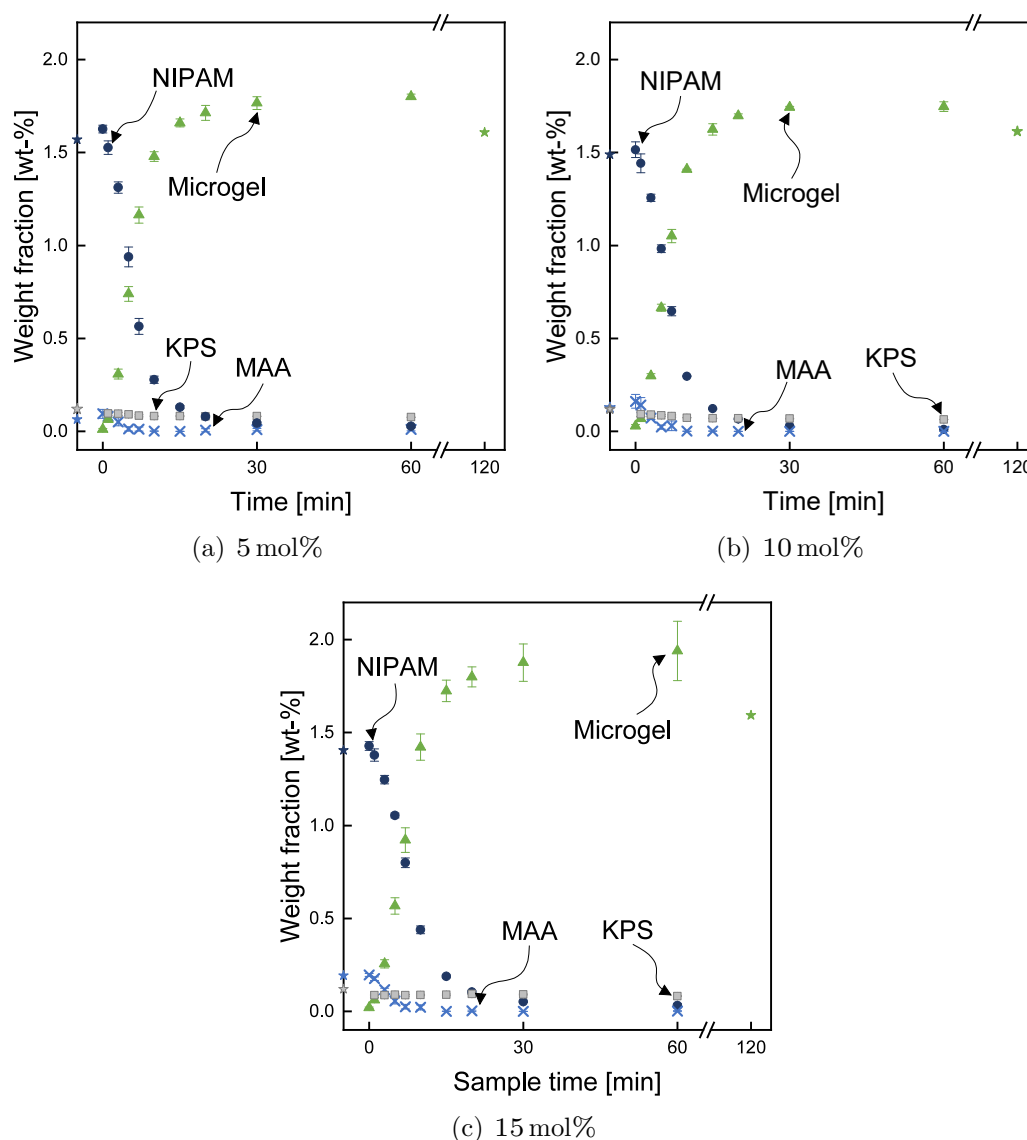 2.0
1.5
1.0
0.5
0.0
Weight fraction [wt-%]
NIPAM
Microgel
KPS
MAA
0
30
60
120
Time [min]
(a) 5 mol%
2.0
1.5
1.0
0.5
0.0
Weight fraction [wt-%]
NIPAM
Microgel
MAA
KPS
0
30
60
120
Time [min]
(b) 10 mol%
2.0
1.5
1.0
0.5
0.0
Weight fraction [wt-%]
NIPAM
Microgel
MAA
KPS
0
30
60
120
Sample time [min]
(c) 15 mol%